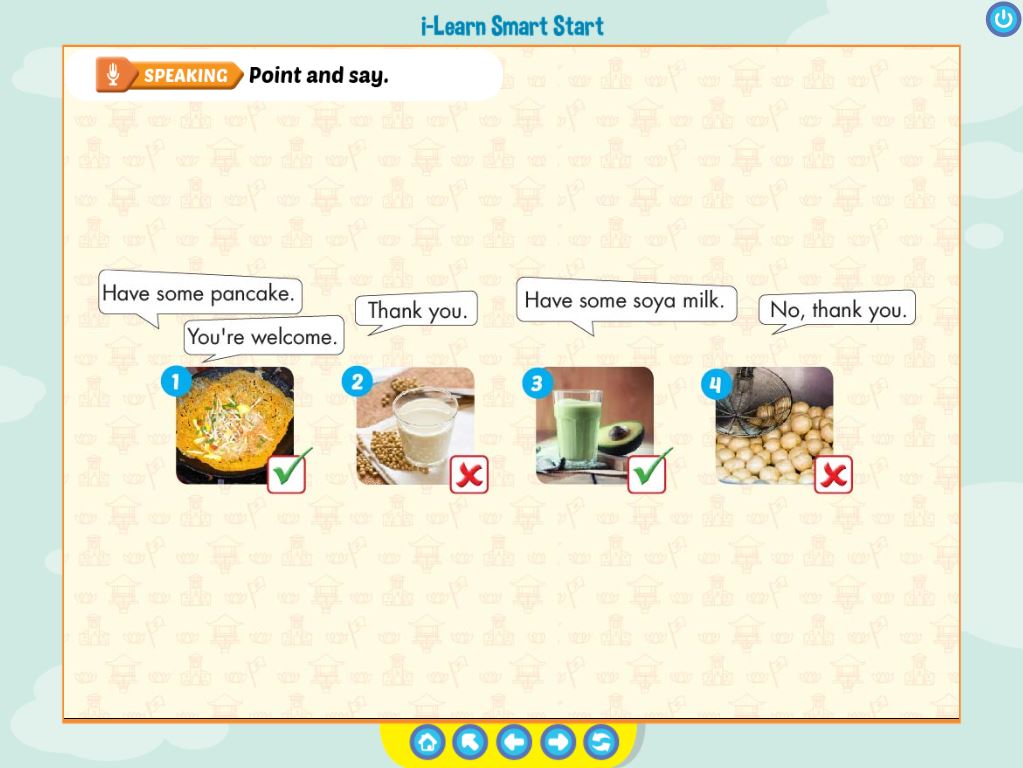 i-Learn Smart Start
SPEAKING Point and say.
Have some pancake.
You're welcome.
Thank you.
Have some soya milk.
No, thank you.
1
2
3
4